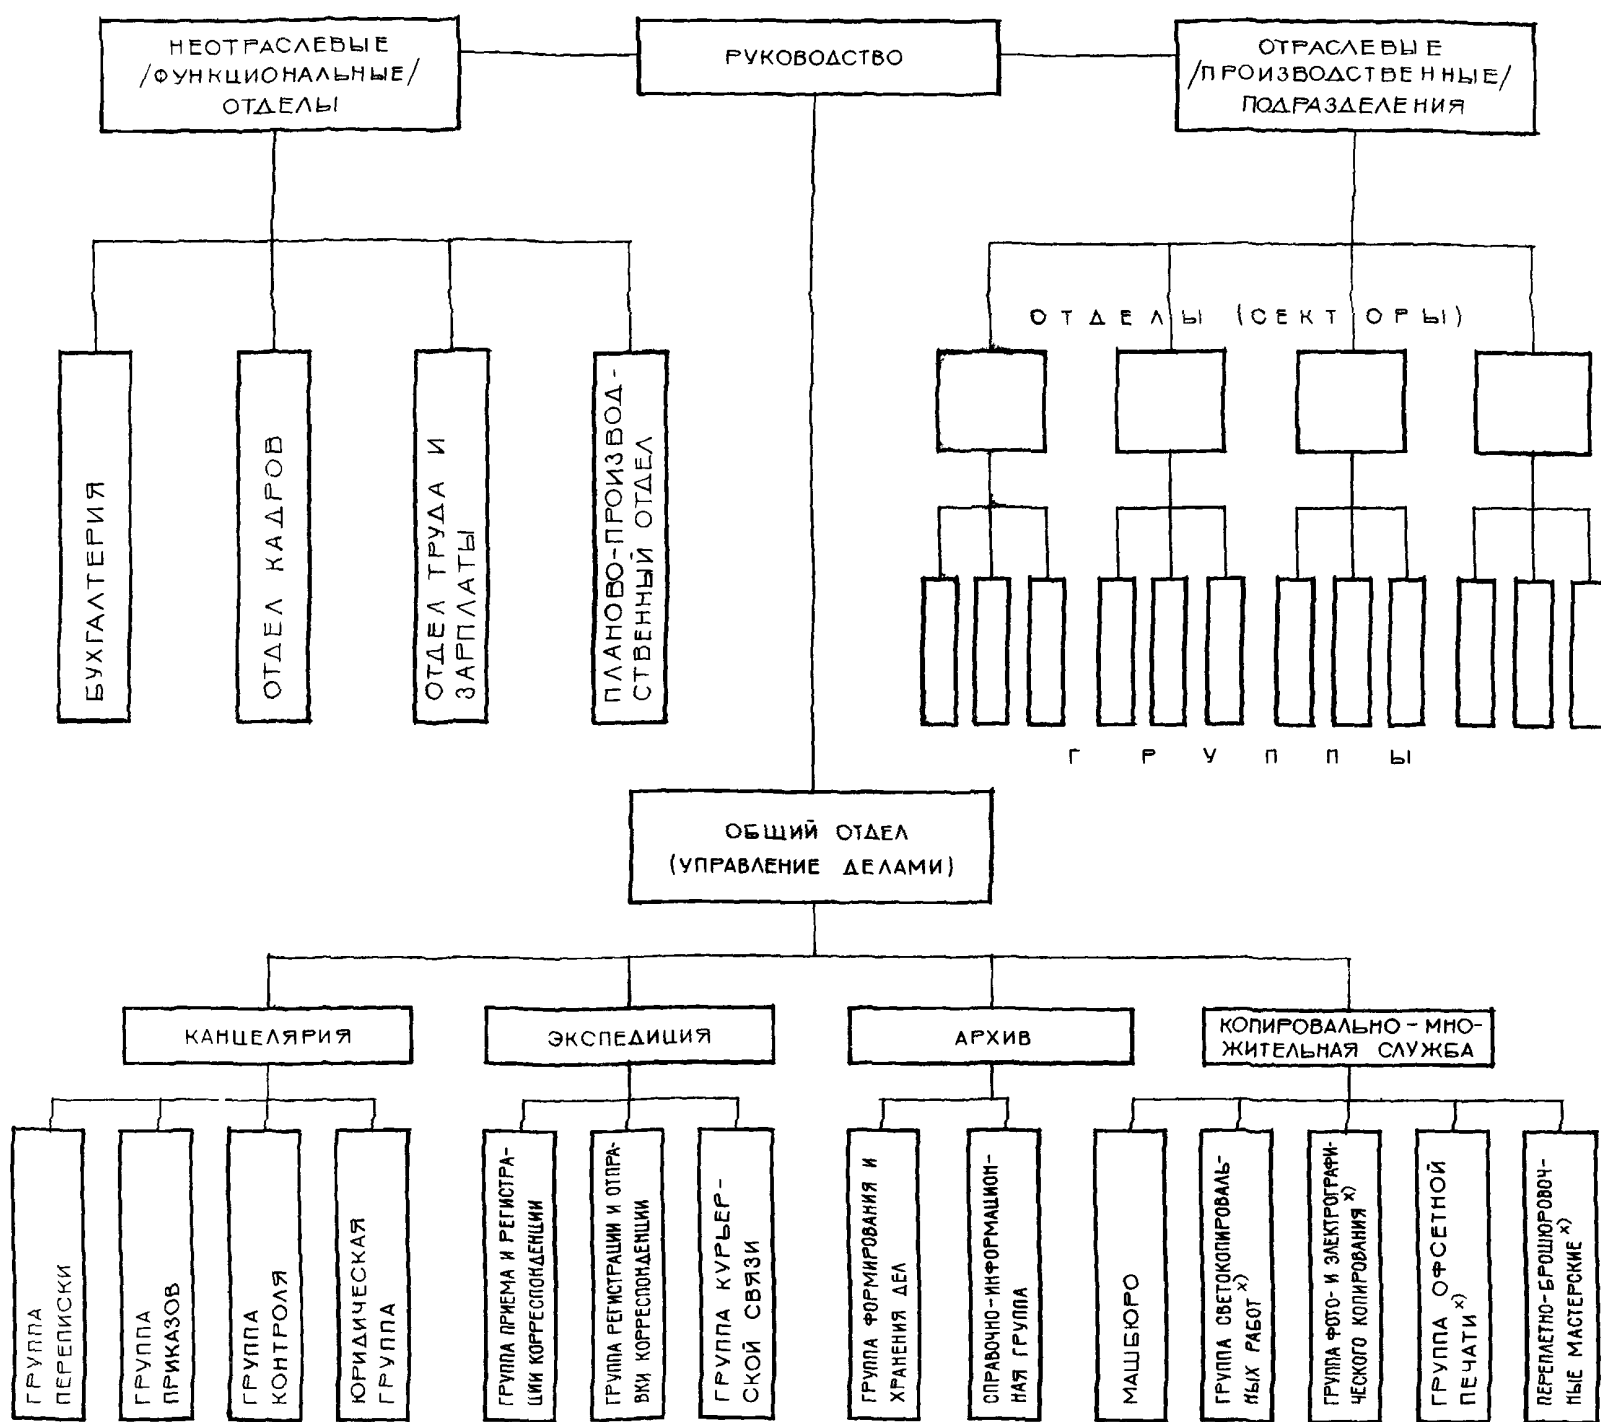 НЕОТРАСЛЕВЫЕ
/ФУНКЦИОНАЛЬНЫЕ/
ОТДЕЛЫ
РУКОВОДСТВО
ОТРАСЛЕВЫЕ
/ПРОИЗВОДСТВЕННЫЕ/
ПОДРАЗДЕЛЕНИЯ
БУХГАЛТЕРИЯ
ОТДЕЛ КАДРОВ
ОТДЕЛ ТРУДА И
ЗАРПЛАТЫ
ПЛАНОВО-ПРОИЗВОД-
СТВЕННЫЙ ОТДЕЛ
ОТДЕЛЫ (СЕКТОРЫ)
ГРУППЫ
ОБЩИЙ ОТДЕЛ
(УПРАВЛЕНИЕ ДЕЛАМИ)
КАНЦЕЛЯРИЯ
ЭКСПЕДИЦИЯ
АРХИВ
КОПИРОВАЛЬНО-МНО-
ЖИТЕЛЬНАЯ СЛУЖБА
ГРУППА
ПЕРЕПИСКИ
ГРУППА
ПРИКАЗОВ
ГРУППА
КОНТРОЛЯ
ЮРИДИЧЕСКАЯ
ГРУППА
ГРУППА ПРИЕМА И РЕГИСТРА-
ЦИИ КОРРЕСПОНДЕНЦИИ
ГРУППА РЕГИСТРАЦИИ И ОТПРА-
ВКИ КОРРЕСПОНДЕНЦИИ
ГРУППА КУРЬЕР-
СКОЙ СВЯЗИ
ГРУППА ФОРМИРОВАНИЯ И
ХРАНЕНИЯ ДЕЛ
СПРАВОЧНО-ИНФОРМАЦИОН-
НАЯ ГРУППА
МАШБЮРО
ГРУППА СВЕТОКОПИРОВАЛЬ-
НЫХ РАБОТ х)
ГРУППА ФОТО- И ЭЛЕКТРОГРАФИ-
ЧЕСКОГО КОПИРОВАНИЯ х)
ГРУППА ОФСЕТНОЙ
ПЕЧАТИ х)
ПЕРЕПЛЕТНО-БРОШЮРОВОЧ-
НЫЕ МАСТЕРСКИЕ х)